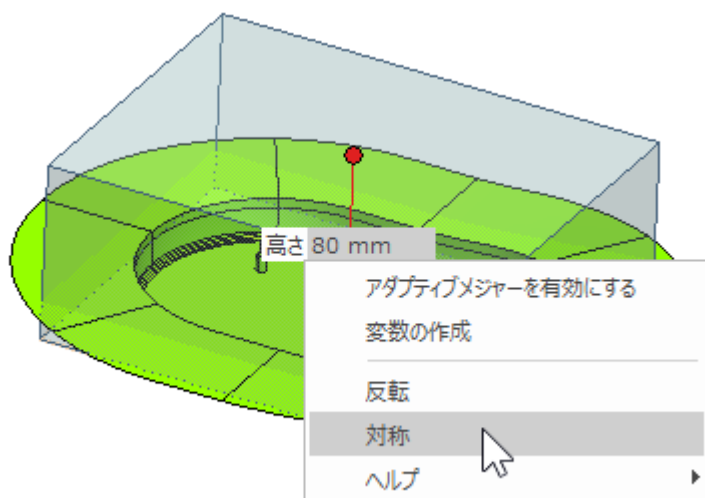 高さ 80 mm
アダプティブメジャーを有効にする
変数の作成
反転
対称
ヘルプ